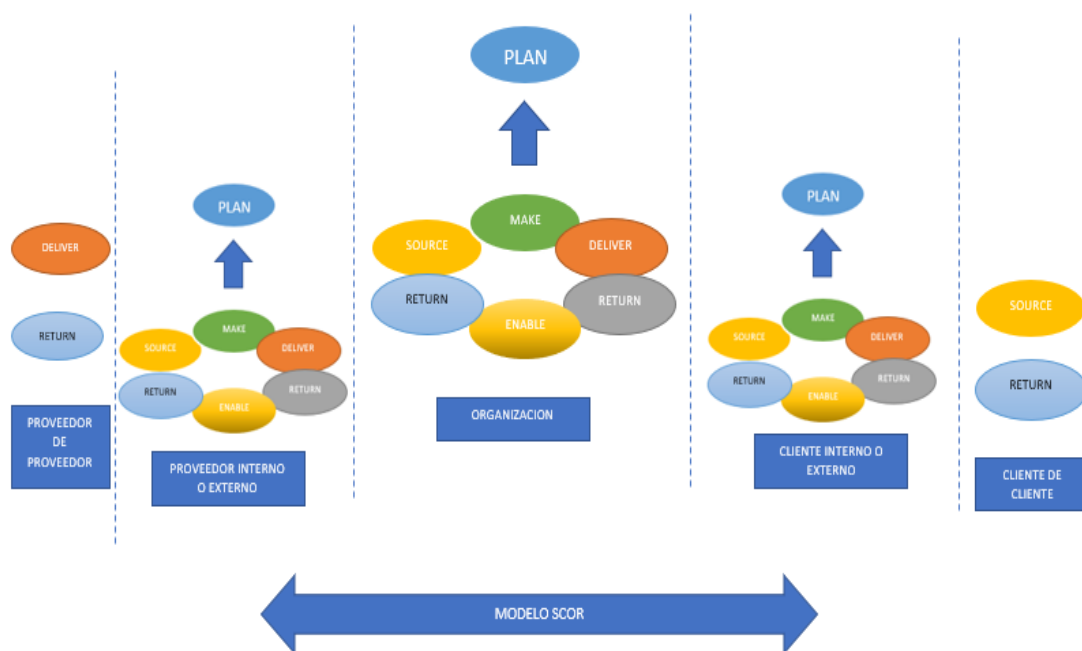 DELIVER
RETURN
PROVEEDOR
DE
PROVEEDOR
PLAN
MAKE
SOURCE
DELIVER
RETURN
RETURN
ENABLE
PROVEEDOR INTERNO
O EXTERNO
PLAN
MAKE
SOURCE
DELIVER
RETURN
RETURN
ENABLE
ORGANIZACION
PLAN
MAKE
SOURCE
DELIVER
RETURN
RETURN
ENABLE
CLIENTE INTERNO O
EXTERNO
SOURCE
RETURN
CLIENTE DE
CLIENTE
MODELO SCOR